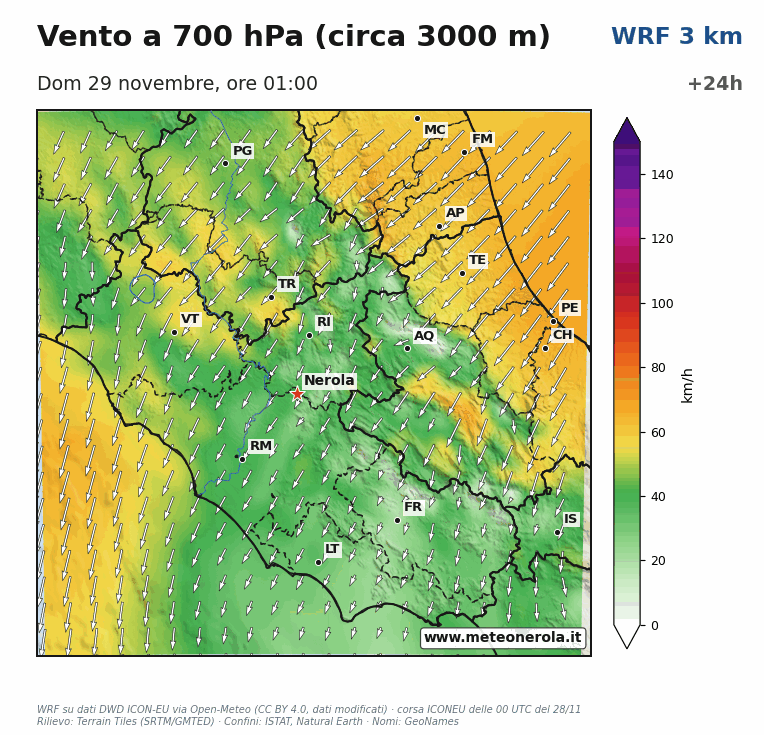 Vento a 700 hPa (circa 3000 m)
WRF 3 km
Dom 29 novembre, ore 01:00
+24h
MC
FM
PG
AP
TE
TR
PE
VT
RI
AQ
CH
Nerola
RM
FR
IS
LT
www.meteonerola.it
140
120
100
80
60
40
20
0
km/h
WRF su dati DWD ICON-EU via Open-Meteo (CC BY 4.0, dati modificati) · corsa ICONEU delle 00 UTC del 28/11
Rilievo: Terrain Tiles (SRTM/GMTED) · Confini: ISTAT, Natural Earth · Nomi: GeoNames